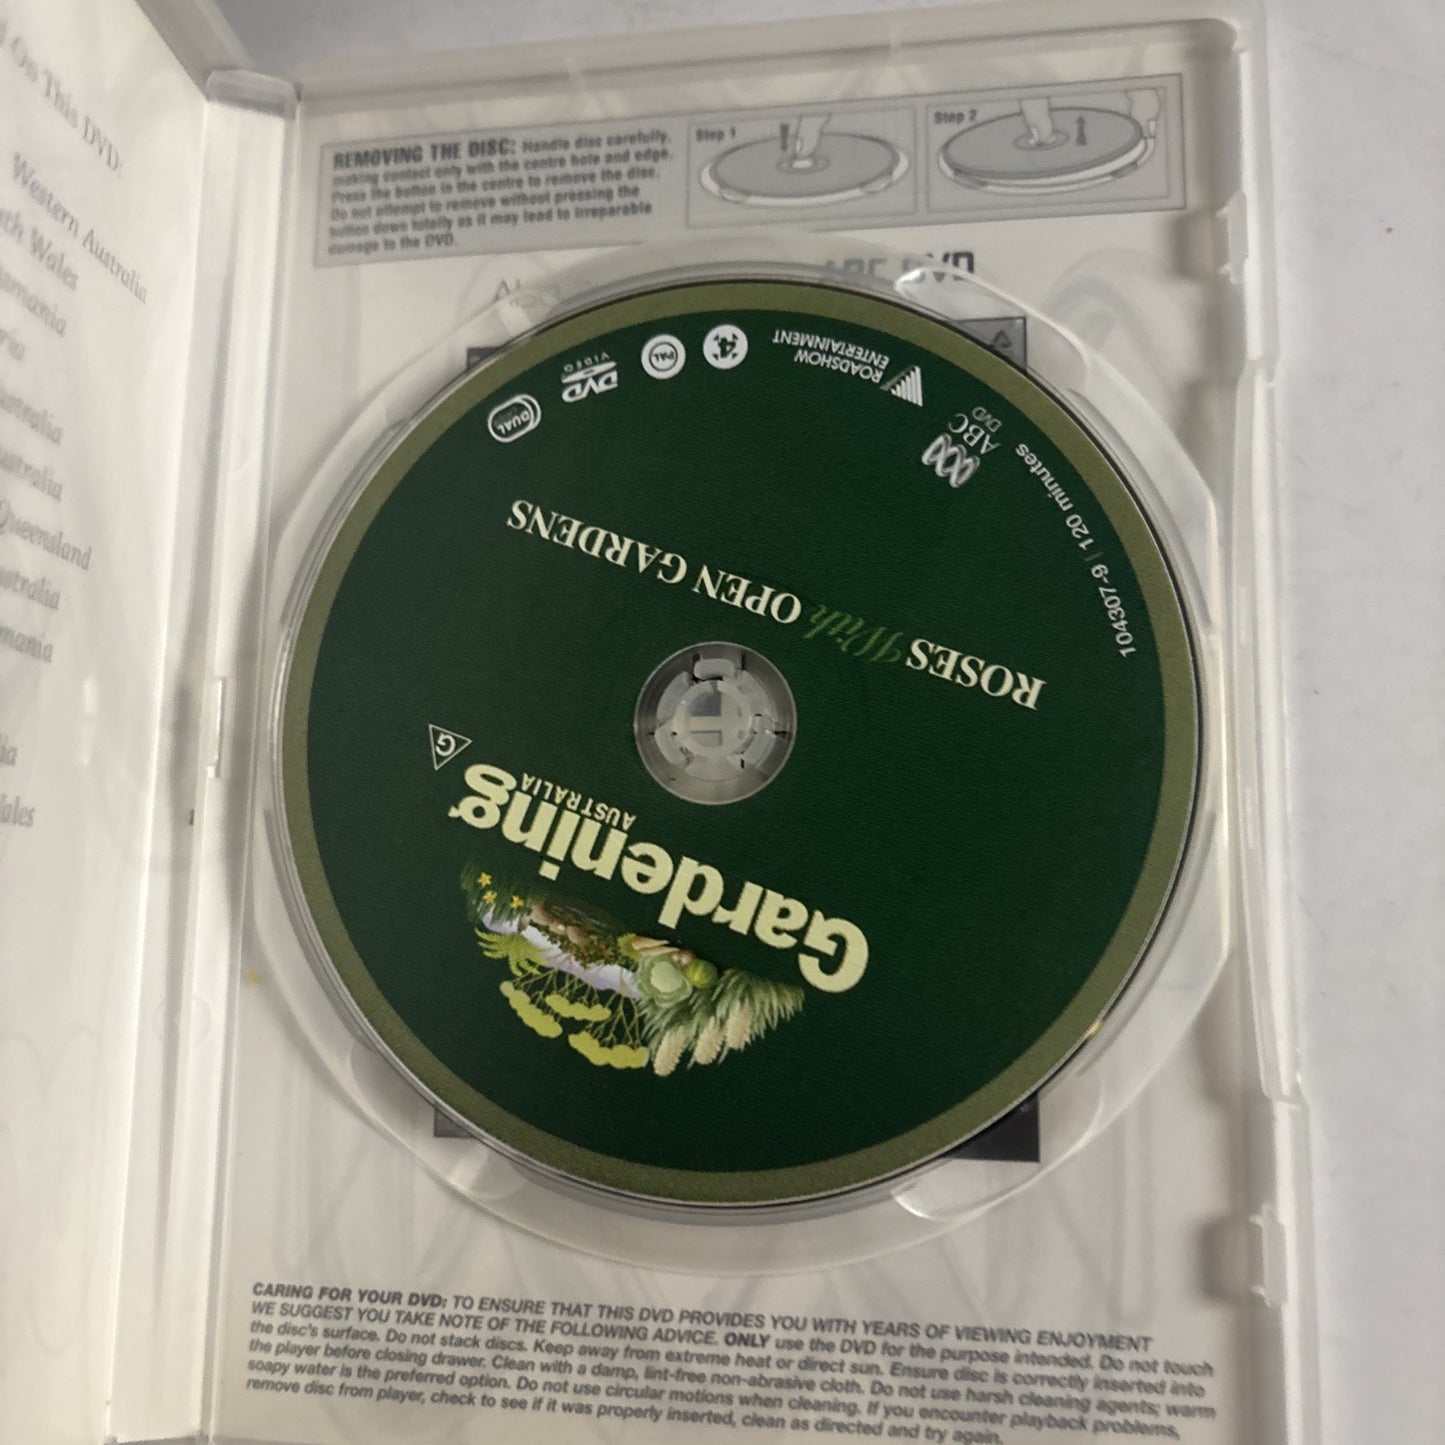 On This DVD:
Western Australia
Wales
Queensland
REMOVING THE DISC: Handle disc carefully,
making contact only with the centre hole and edge.
Press the button in the centre to remove the disc.
Do not attempt to remove without pressing the
button down totally as it may lead to irreparable
damage to the DVD.
Step 1
Step 2
Gardening
AUSTRALIA
G
ROSES With OPEN GARDENS
104307-9 | 120 minutes
ABC
DVD
ROADSHOW
ENTERTAINMENT
4
PAL
DVD
VIDEO
DUAL
CARING FOR YOUR DVD: TO ENSURE THAT THIS DVD PROVIDES YOU WITH YEARS OF VIEWING ENJOYMENT
WE SUGGEST YOU TAKE NOTE OF THE FOLLOWING ADVICE. ONLY use the DVD for the purpose intended. Do not touch
the disc's surface. Do not stack discs. Keep away from extreme heat or direct sun. Ensure disc is correctly inserted into
the player before closing drawer. Clean with a damp, lint-free non-abrasive cloth. Do not use harsh cleaning agents; warm
soapy water is the preferred option. Do not use circular motions when cleaning. If you encounter playback problems,
remove disc from player, check to see if it was properly inserted, clean as directed and try again.